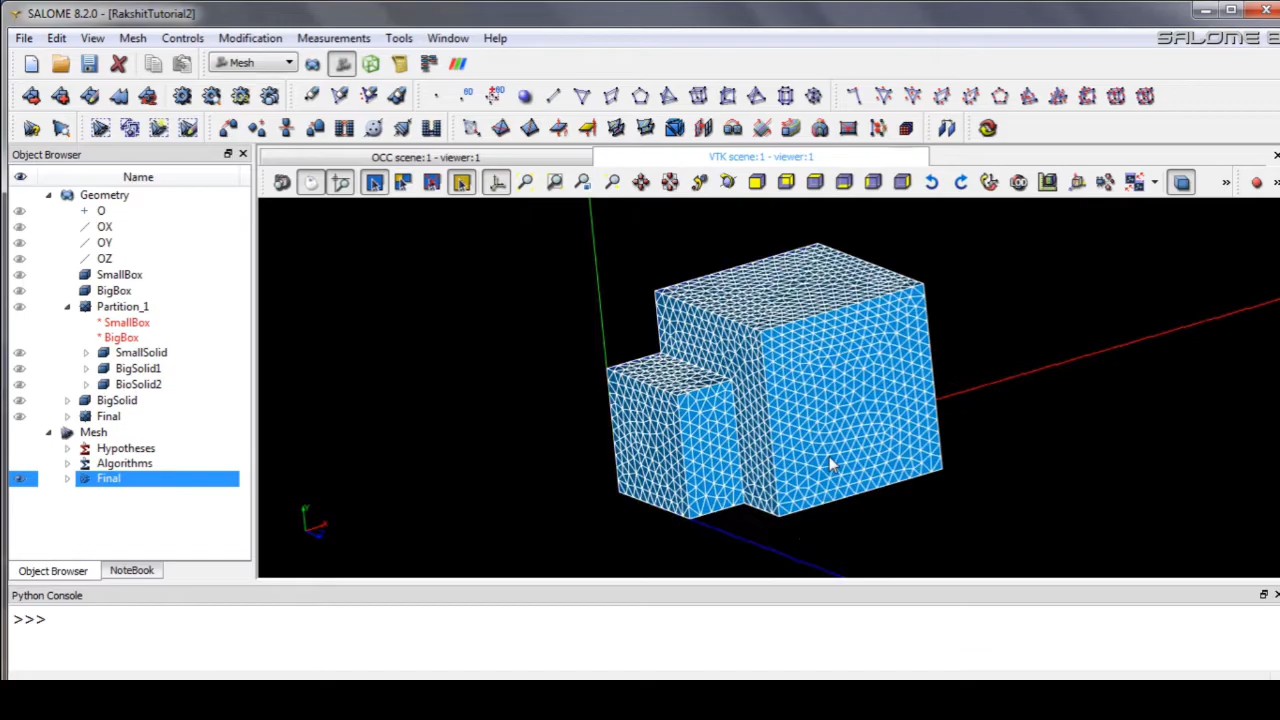 SALOME 8.2.0 - [RakshitTutorial2]
File Edit View Mesh Controls Modification Measurements Tools Window Help
SALOME
Mesh
Object Browser
OCC scene:1 - viewer:1
VTK scene:1 - viewer:1
Name
Geometry
O
OX
OY
OZ
SmallBox
BigBox
Partition_1
* SmallBox
* BigBox
SmallSolid
BigSolid1
BioSolid2
BigSolid
Final
Mesh
Hypotheses
Algorithms
Final
Object Browser
NoteBook
Python Console
>>>